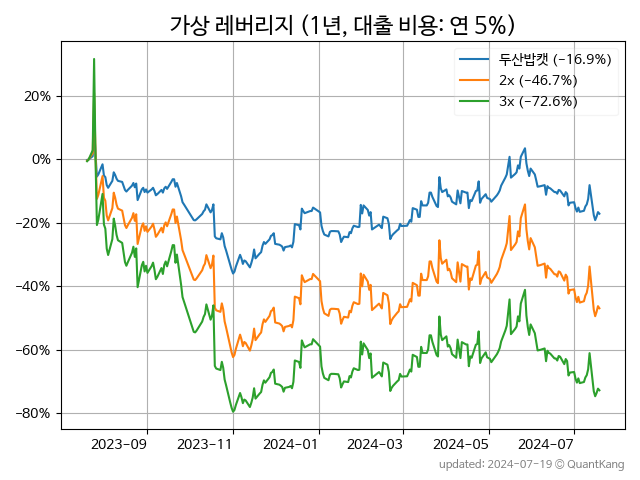 가상 레버리지 (1년, 대출 비용: 연 5%)
두산밥캣 (−16.9%)
2x (−46.7%)
3x (−72.6%)
20%
0%
−20%
−40%
−60%
−80%
2023-09 2023-11 2024-01 2024-03 2024-05 2024-07
updated: 2024-07-19 © QuantKang